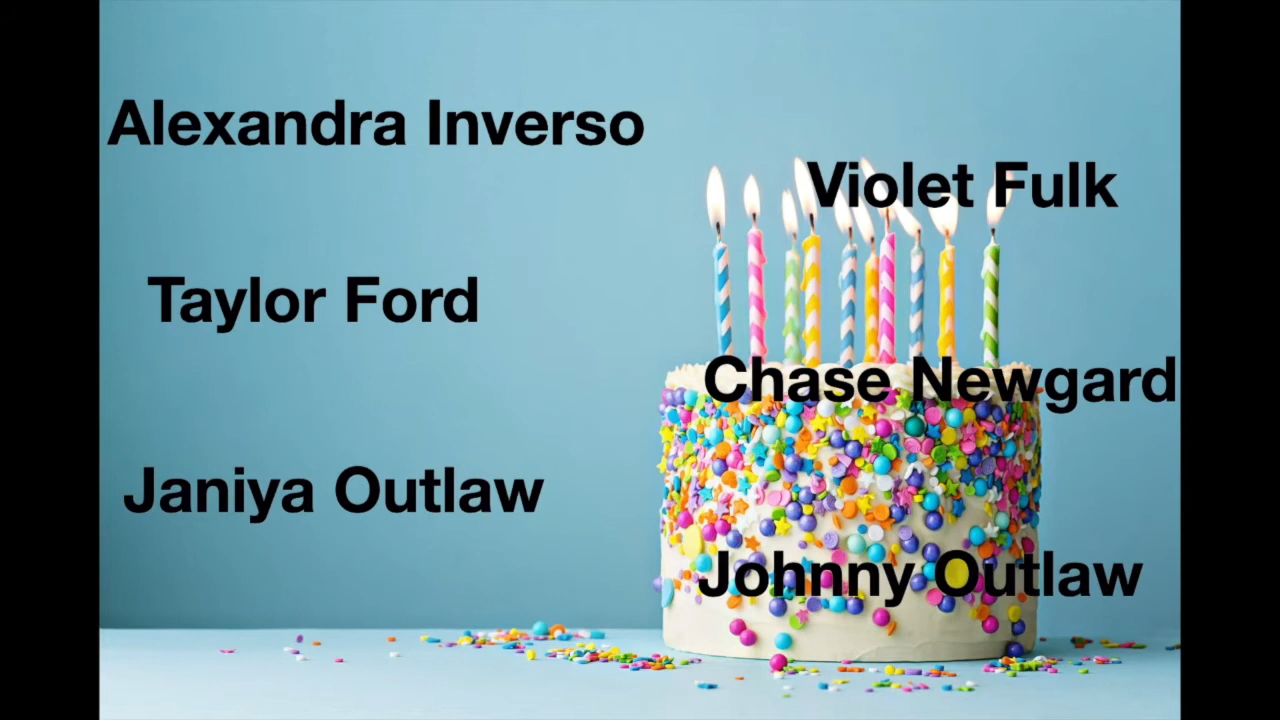 Alexandra Inverso
Violet Fulk
Taylor Ford
Chase Newgard
Janiya Outlaw
Johnny Outlaw